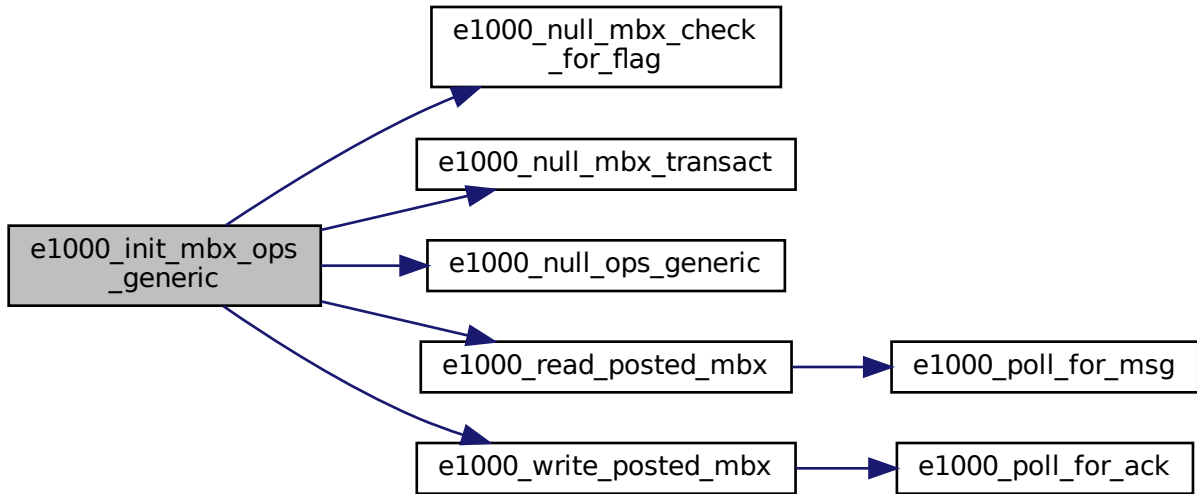 e1000_null_mbx_check
_for_flag
e1000_null_mbx_transact
e1000_init_mbx_ops
_generic
e1000_null_ops_generic
e1000_read_posted_mbx
e1000_poll_for_msg
e1000_write_posted_mbx
e1000_poll_for_ack